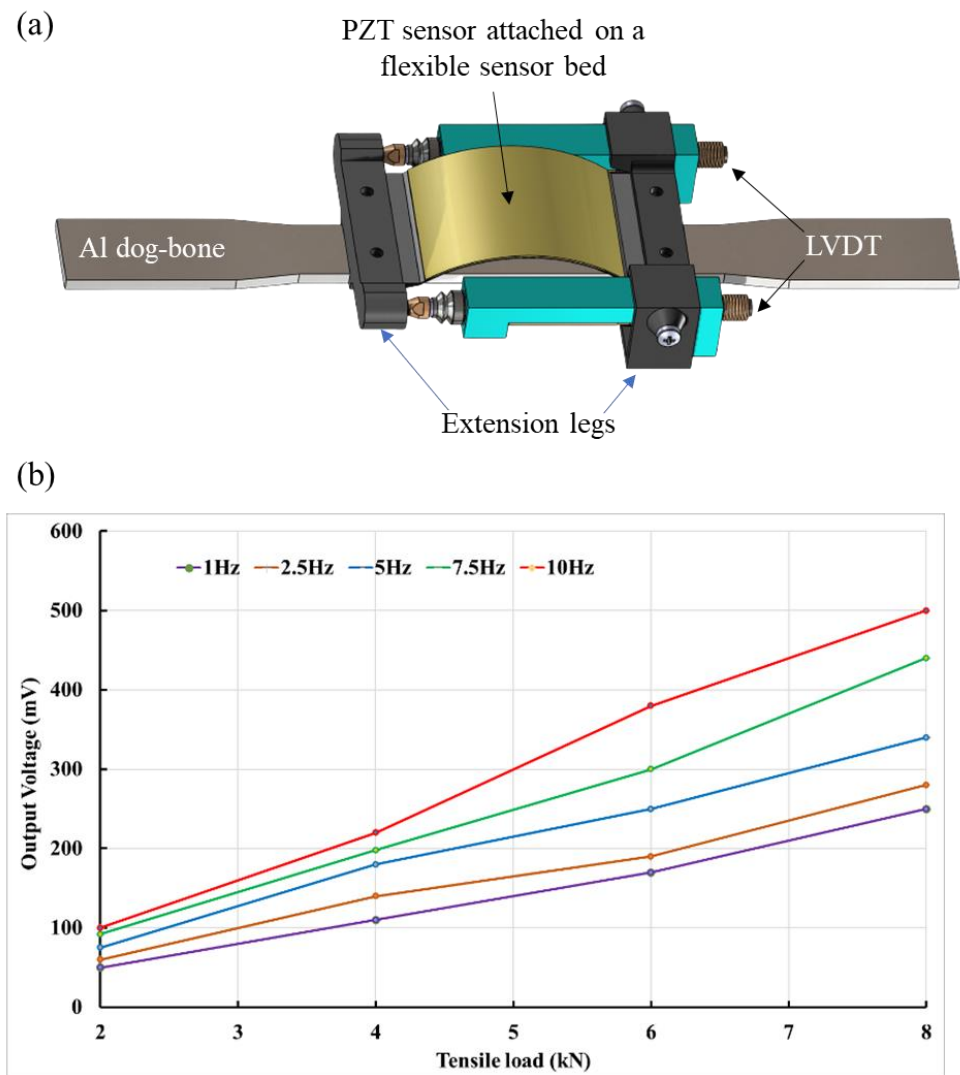 (a)
PZT sensor attached on a
flexible sensor bed
Al dog-bone
LVDT
Extension legs
(b)
600
1Hz 2.5Hz 5Hz 7.5Hz 10Hz
500
400
300
200
100
0
Output Voltage (mV)
2 3 4 5 6 7 8
Tensile load (kN)